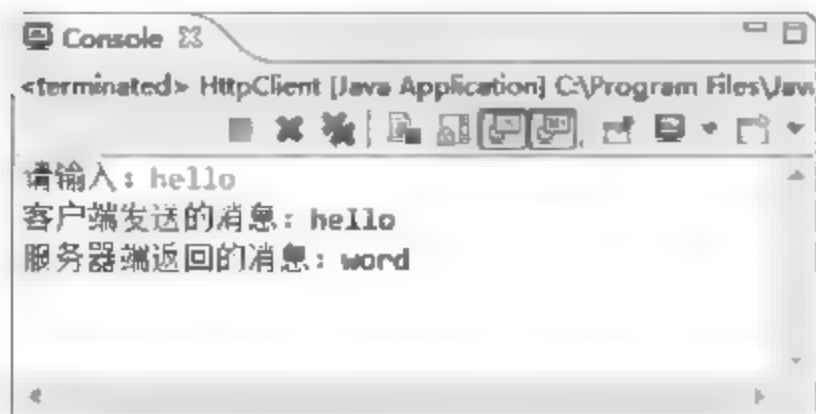 Console
<terminated> HttpClient [Java Application] C:\Program Files\Jav
请输入：hello
客户端发送的消息：hello
服务器端返回的消息：word